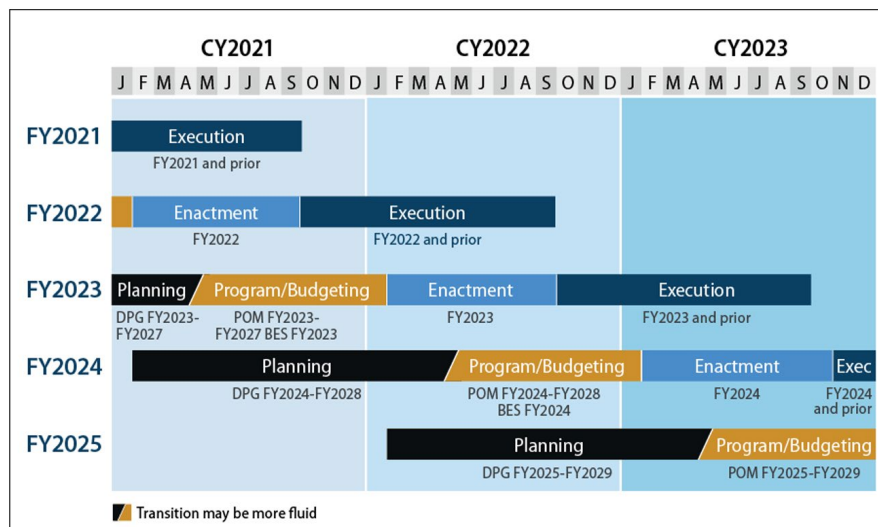 CY2021 CY2022 CY2023
J F M A M J J A S O N D J F M A M J J A S O N D J F M A M J J A S O N D
FY2021 Execution
FY2021 and prior
FY2022 Enactment Execution
FY2022 FY2022 and prior
FY2023 Planning Program/Budgeting Enactment Execution
DPG FY2023- POM FY2023- FY2023 FY2023 and prior
FY2027 FY2027 BES FY2023
FY2024 Planning Program/Budgeting Enactment Exec
DPG FY2024-FY2028 POM FY2024-FY2028 FY2024 FY2024
BES FY2024 and prior
FY2025 Planning Program/Budgeting
DPG FY2025-FY2029 POM FY2025-FY2029
Transition may be more fluid